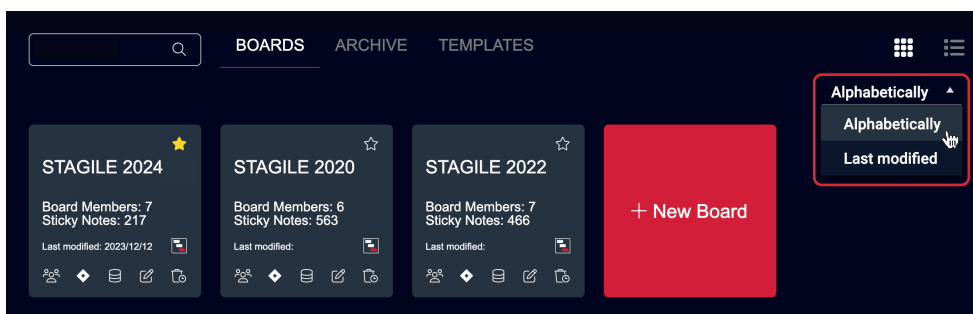 BOARDS ARCHIVE TEMPLATES
Alphabetically
Alphabetically
Last modified
STAGILE 2024
Board Members: 7
Sticky Notes: 217
Last modified: 2023/12/12
STAGILE 2020
Board Members: 6
Sticky Notes: 563
Last modified:
STAGILE 2022
Board Members: 7
Sticky Notes: 466
Last modified:
+ New Board